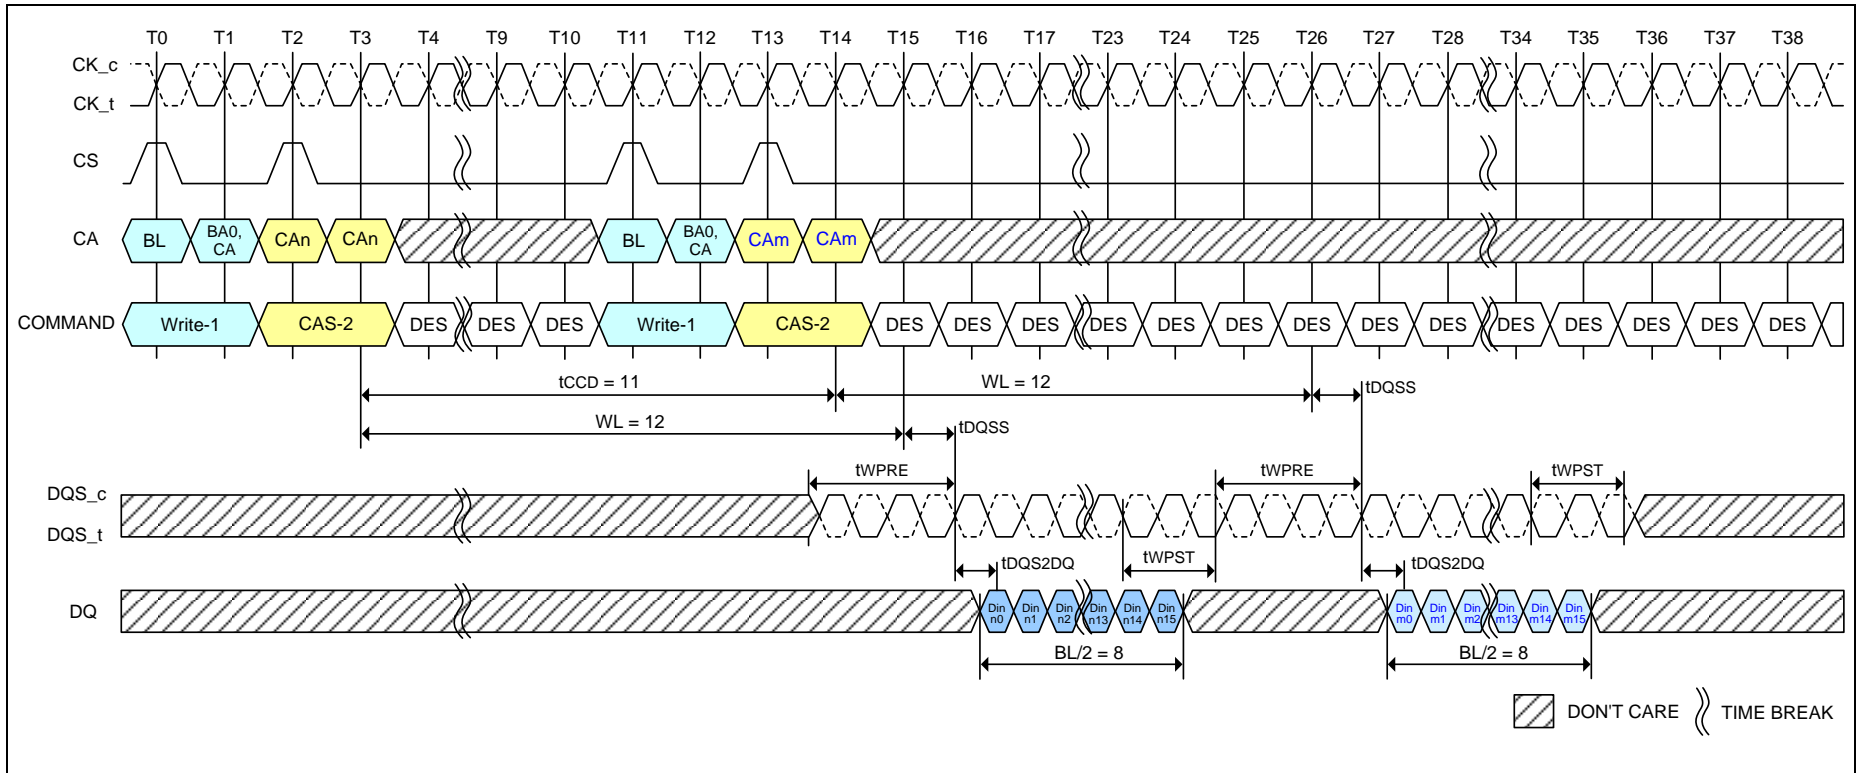 T0 T1 T2 T3 T4 T9 T10 T11 T12 T13 T14 T15 T16 T17 T23 T24 T25 T26 T27 T28 T34 T35 T36 T37 T38
CK_c
CK_t
CS
CA BL BA0, CA CAn CAn BL BA0, CA CAm CAm
COMMAND Write-1 CAS-2 DES DES DES Write-1 CAS-2 DES DES DES DES DES DES DES DES DES DES DES DES DES DES
tCCD = 11 WL = 12 tDQSS
WL = 12 tDQSS
tWPRE tWPRE tWPST
DQS_c
DQS_t
tDQS2DQ tWPST tDQS2DQ
DQ Din n0 Din n1 Din n2 Din n13 Din n14 Din n15 Din m0 Din m1 Din m2 Din m13 Din m14 Din m15
BL/2 = 8 BL/2 = 8
DON'T CARE TIME BREAK